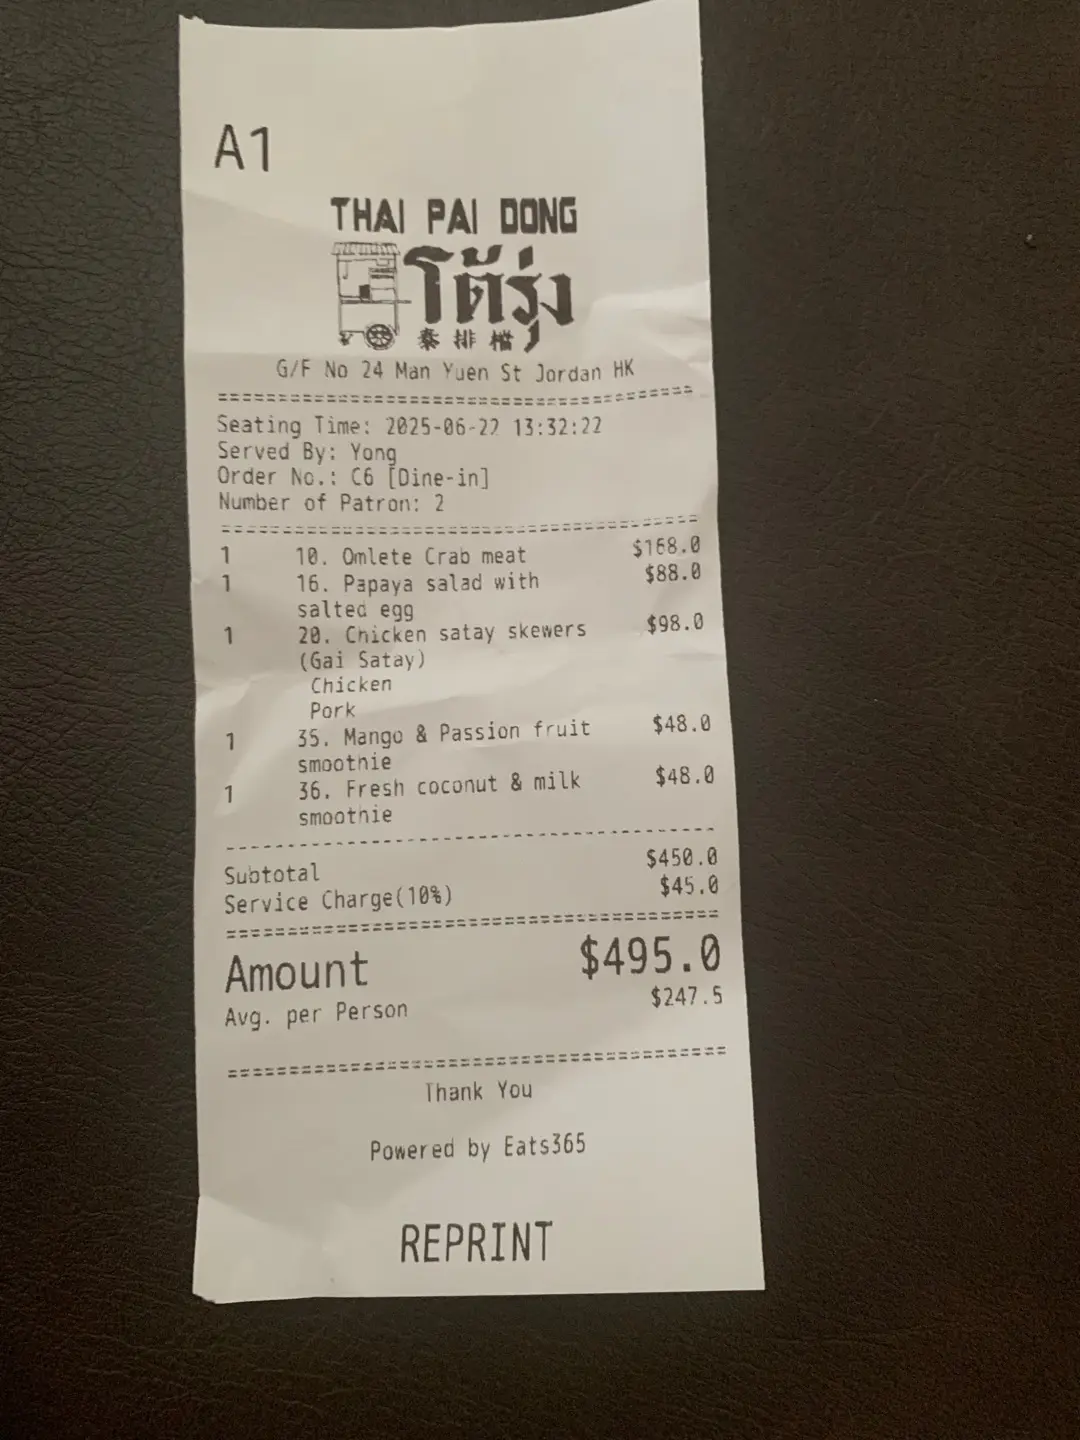 A1
THAI PAI DONG
โต้รุ่ง
泰排檔
G/F No 24 Man Yuen St Jordan HK
Seating Time: 2025-06-22 13:32:22
Served By: Yong
Order No.: C6 [Dine-in]
Number of Patron: 2
1 10. Omlete Crab meat $168.0
1 16. Papaya salad with $88.0
salted egg
1 20. Chicken satay skewers $98.0
(Gai Satay)
Chicken
Pork
1 35. Mango & Passion fruit $48.0
smoothie
1 36. Fresh coconut & milk $48.0
smoothie
Subtotal $450.0
Service Charge(10%) $45.0
Amount $495.0
Avg. per Person $247.5
Thank You
Powered by Eats365
REPRINT